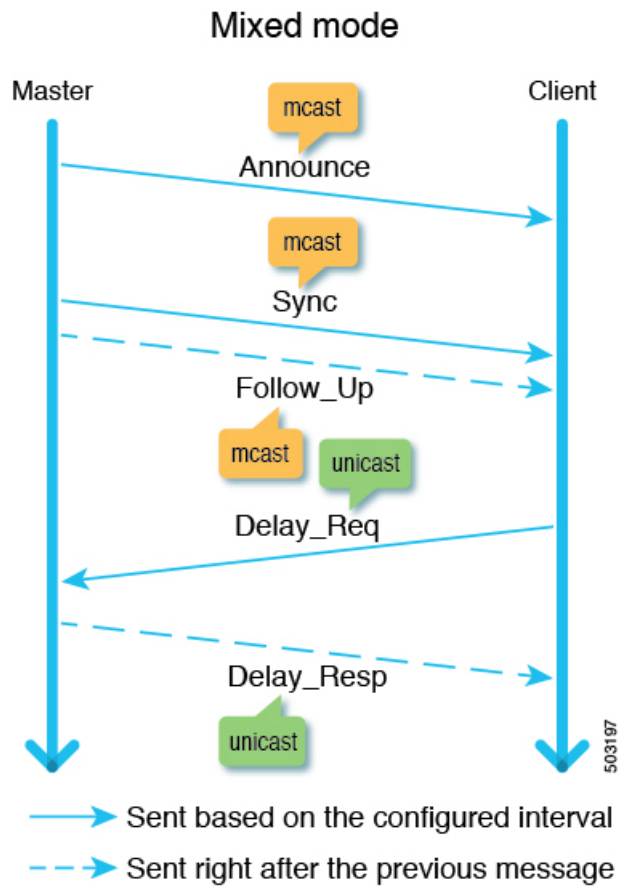 Mixed mode
Master
Client
mcast
Announce
mcast
Sync
Follow_Up
mcast
unicast
Delay_Req
Delay_Resp
unicast
503197
Sent based on the configured interval
Sent right after the previous message